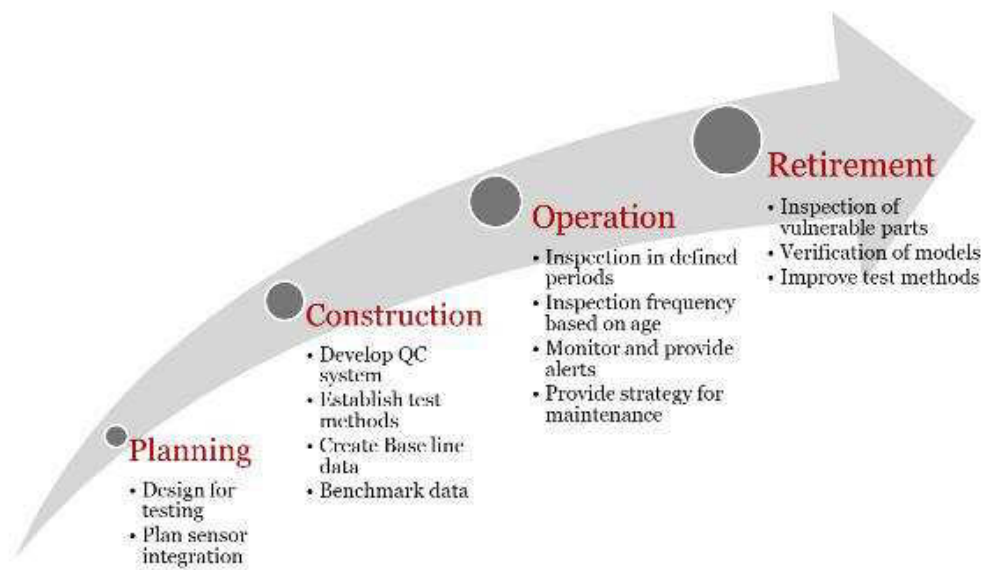 Planning
• Design for
testing
• Plan sensor
integration
Construction
• Develop QC
system
• Establish test
methods
• Create Base line
data
• Benchmark data
Operation
• Inspection in defined
periods
• Inspection frequency
based on age
• Monitor and provide
alerts
• Provide strategy for
maintenance
Retirement
• Inspection of
vulnerable parts
• Verification of models
• Improve test methods